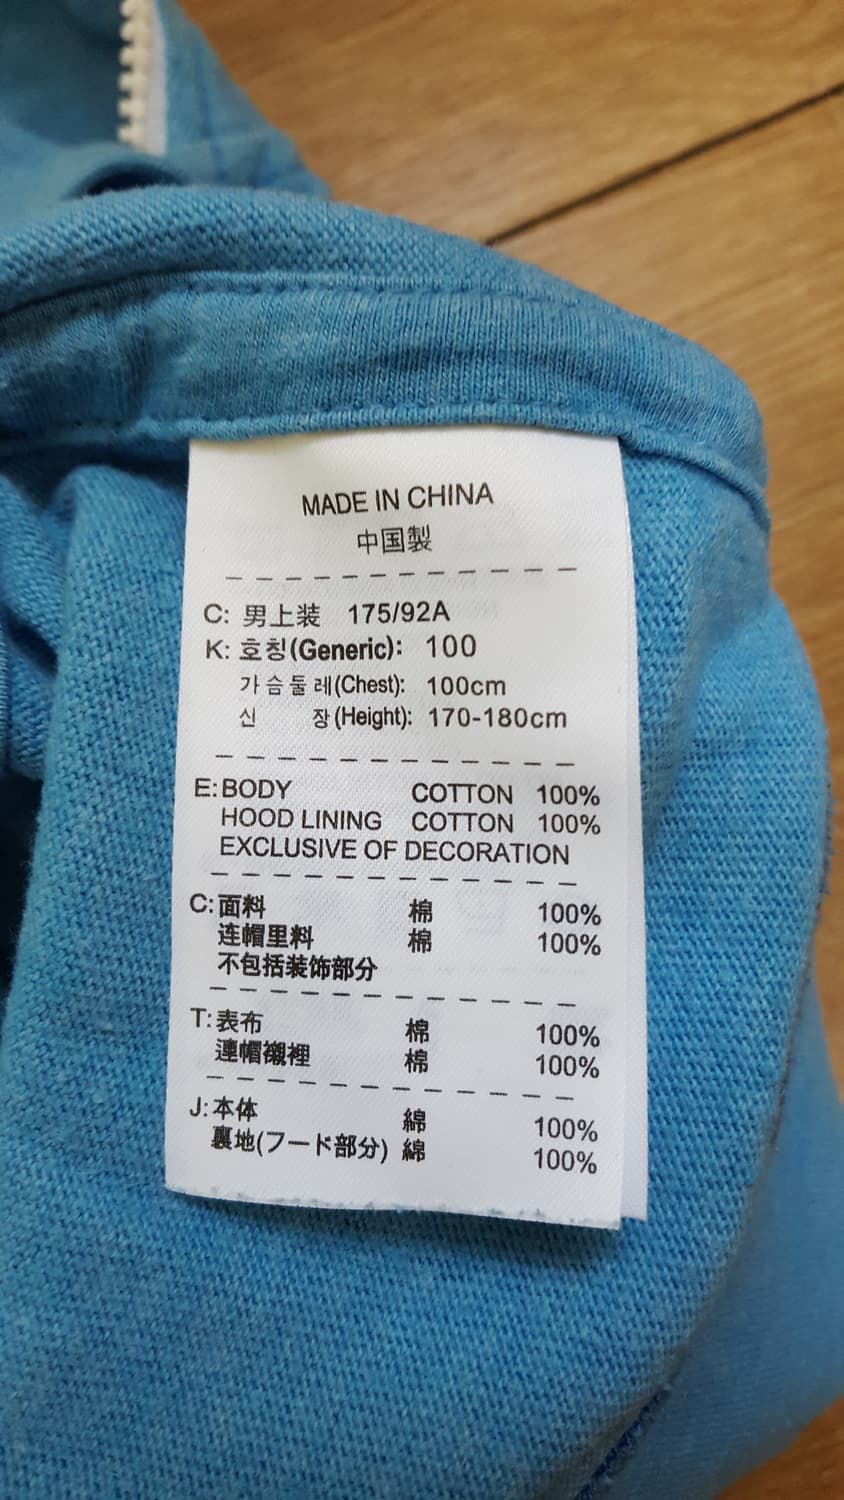 MADE IN CHINA
中国製
C: 男上装 175/92A
K: 호칭(Generic): 100
가슴둘레(Chest): 100cm
신 장(Height): 170-180cm
E: BODY COTTON 100%
HOOD LINING COTTON 100%
EXCLUSIVE OF DECORATION
C: 面料 棉 100%
连帽里料 棉 100%
不包括装饰部分
T: 表布 棉 100%
連帽襯裡 棉 100%
J: 本体 綿 100%
裏地(フード部分) 綿 100%